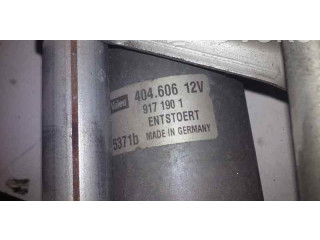 Valeo 404.606 12V
917 190 1
ENTSTOERT
5371b MADE IN GERMANY